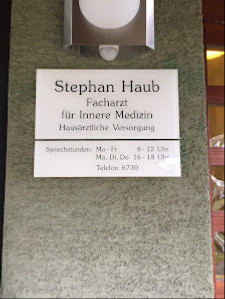 Stephan Haub
Facharzt
für Innere Medizin
Hausärztliche Versorgung
Sprechstunden: Mo - Fr 8 - 12 Uhr
Mo, Di, Do 16 - 18 Uhr
Telefon 6730